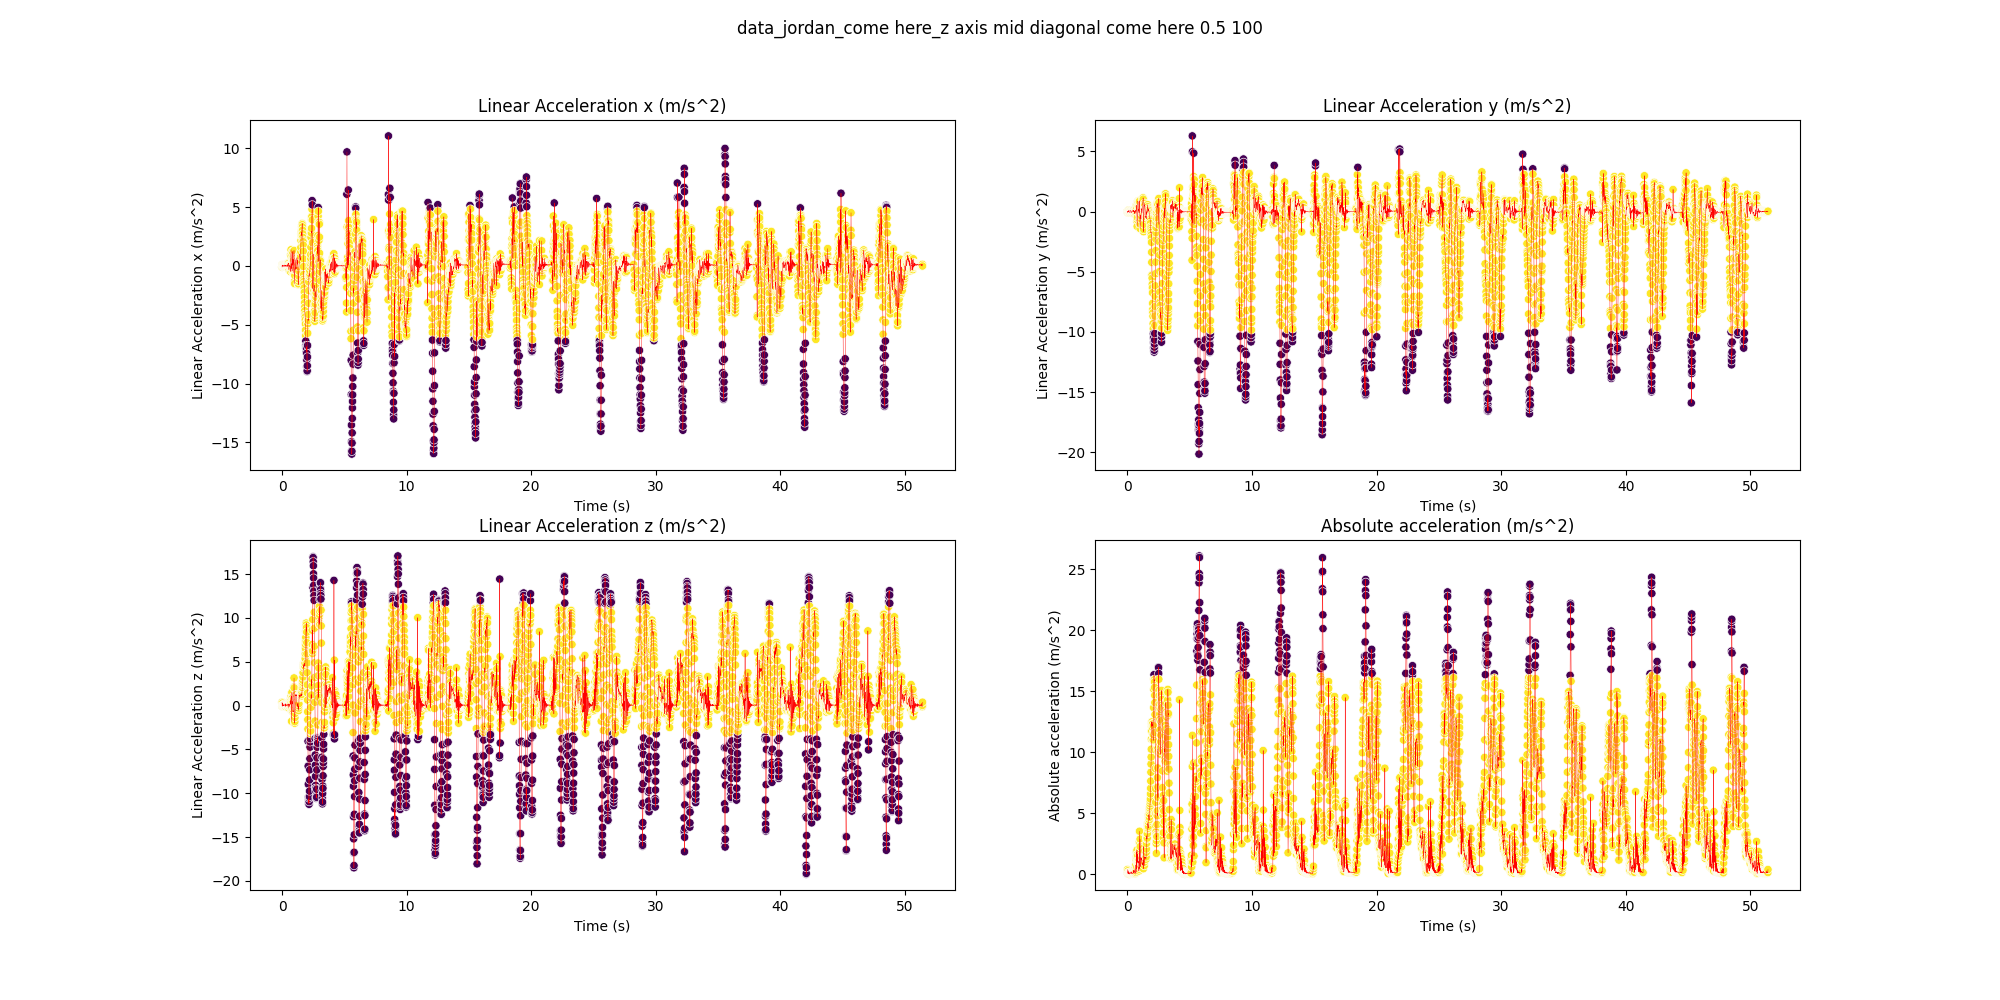 data_jordan_come here_z axis mid diagonal come here 0.5 100
Linear Acceleration x (m/s^2)
Linear Acceleration x (m/s^2)
10
5
0
−5
−10
−15
0 10 20 30 40 50
Time (s)
Linear Acceleration y (m/s^2)
Linear Acceleration y (m/s^2)
5
0
−5
−10
−15
−20
0 10 20 30 40 50
Time (s)
Linear Acceleration z (m/s^2)
Linear Acceleration z (m/s^2)
15
10
5
0
−5
−10
−15
−20
0 10 20 30 40 50
Time (s)
Absolute acceleration (m/s^2)
Absolute acceleration (m/s^2)
25
20
15
10
5
0
0 10 20 30 40 50
Time (s)